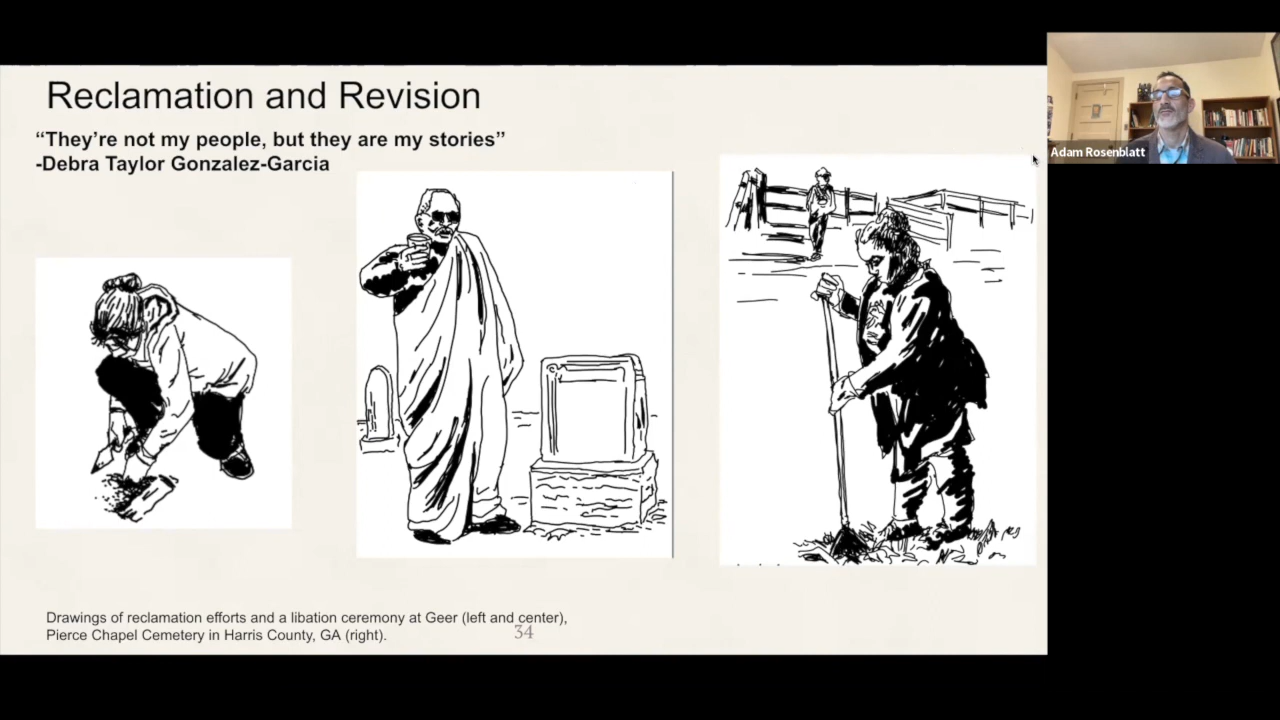 Reclamation and Revision
“They’re not my people, but they are my stories”
-Debra Taylor Gonzalez-Garcia
Adam Rosenblatt
Drawings of reclamation efforts and a libation ceremony at Geer (left and center),
Pierce Chapel Cemetery in Harris County, GA (right).
34